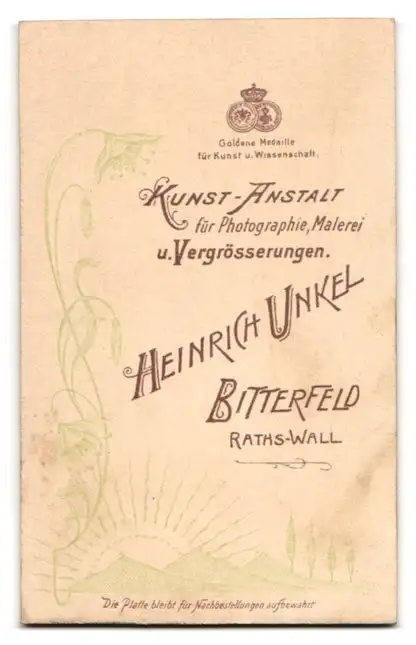 Goldene Medaille
für Kunst u. Wissenschaft.
KUNST-ANSTALT
für Photographie, Malerei
u. Vergrösserungen.
HEINRICH UNKEL
BITTERFELD
RATHS-WALL
Die Platte bleibt für Nachbestellungen aufbewahrt